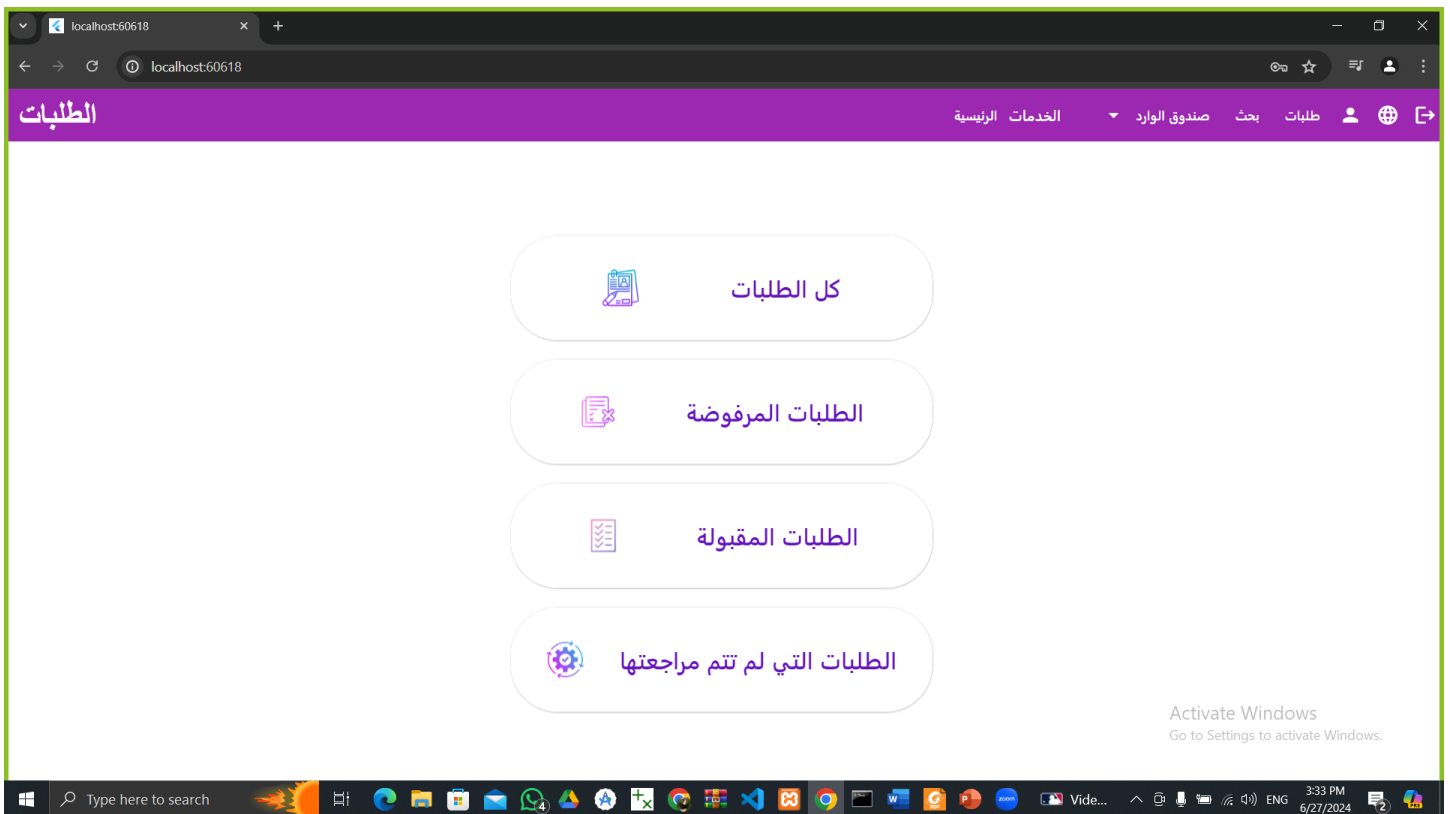 localhost:60618
localhost:60618
الطلبات
الرئيسية الخدمات صندوق الوارد بحث طلبات
كل الطلبات
الطلبات المرفوضة
الطلبات المقبولة
الطلبات التي لم تتم مراجعتها
Activate Windows
Go to Settings to activate Windows.
Type here to search
Vide...
ENG
3:33 PM
6/27/2024